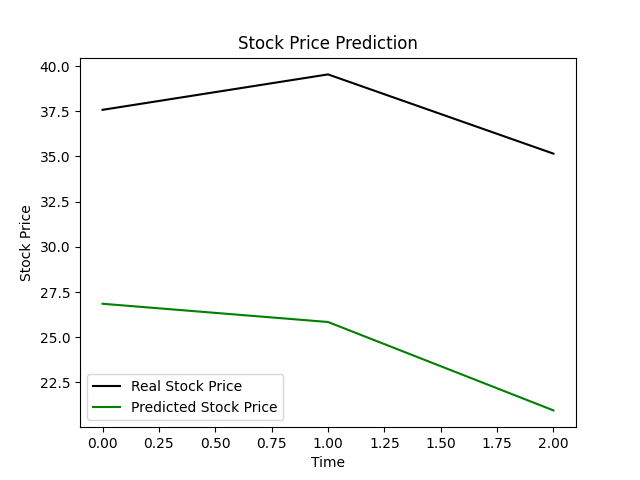 Stock Price Prediction
40.0
37.5
35.0
32.5
30.0
27.5
25.0
22.5
Stock Price
Real Stock Price
Predicted Stock Price
0.00 0.25 0.50 0.75 1.00 1.25 1.50 1.75 2.00
Time